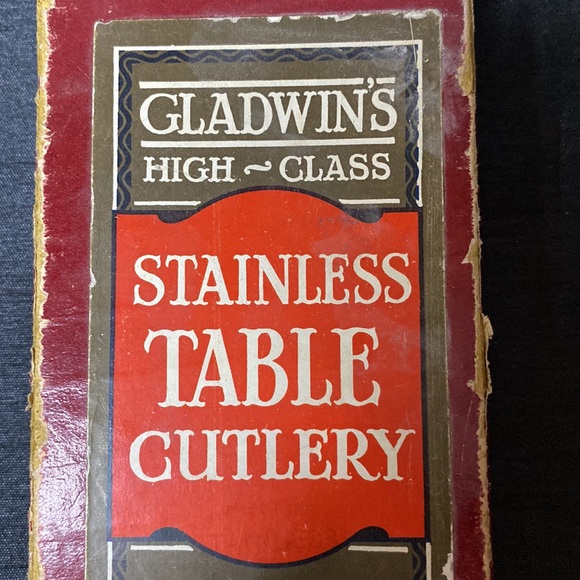 GLADWIN'S
HIGH ~ CLASS
STAINLESS
TABLE
CUTLERY